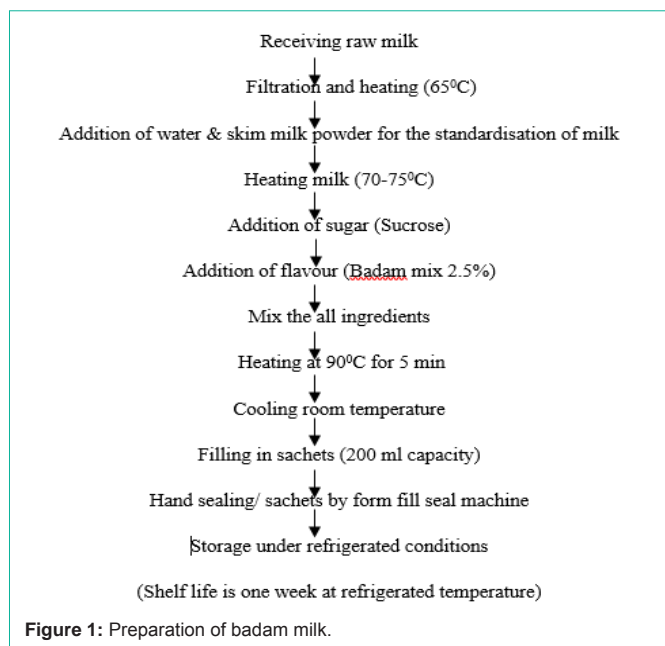 Receiving raw milk
Filtration and heating (65⁰C)
Addition of water & skim milk powder for the standardisation of milk
Heating milk (70-75⁰C)
Addition of sugar (Sucrose)
Addition of flavour (Badam mix 2.5%)
Mix the all ingredients
Heating at 90⁰C for 5 min
Cooling room temperature
Filling in sachets (200 ml capacity)
Hand sealing/ sachets by form fill seal machine
Storage under refrigerated conditions
(Shelf life is one week at refrigerated temperature)
Figure 1: Preparation of badam milk.